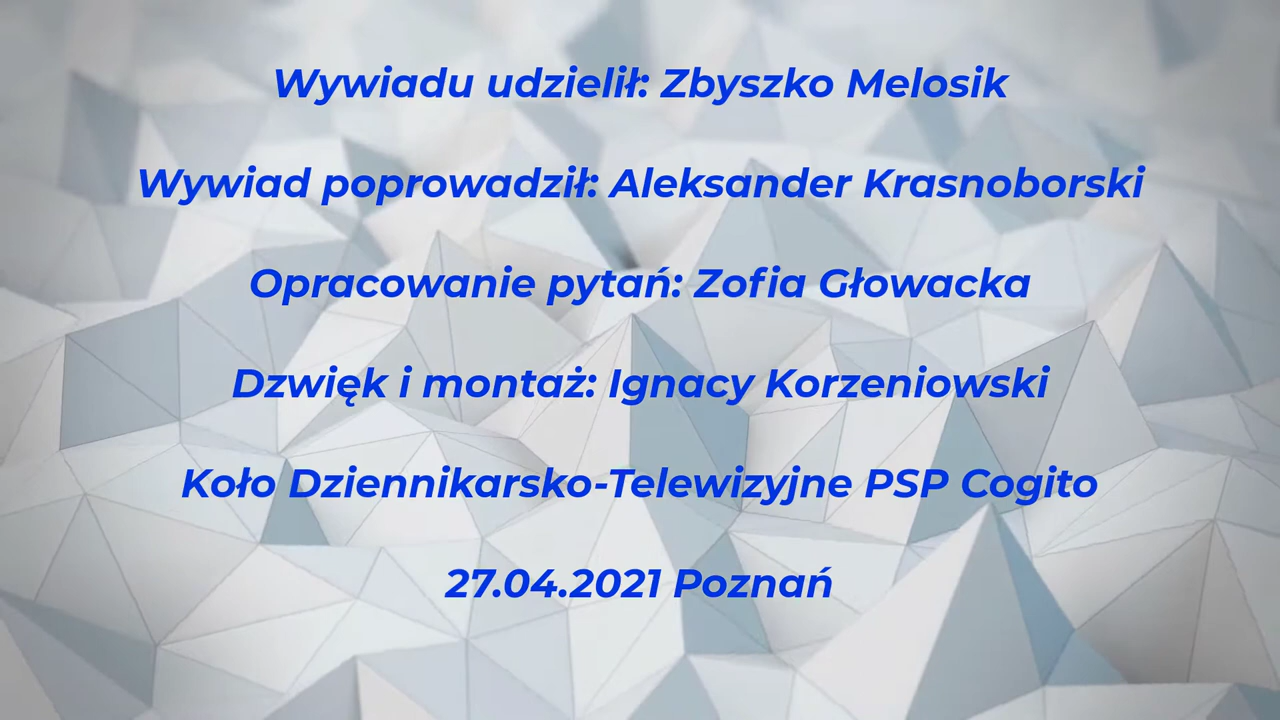 Wywiadu udzielił: Zbyszko Melosik
Wywiad poprowadził: Aleksander Krasnoborski
Opracowanie pytań: Zofia Głowacka
Dzwięk i montaż: Ignacy Korzeniowski
Koło Dziennikarsko-Telewizyjne PSP Cogito
27.04.2021 Poznań